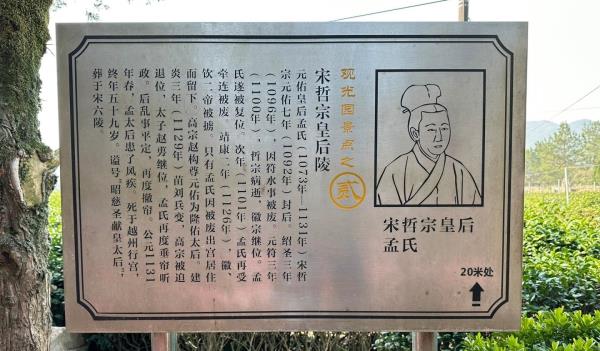 观光园景点之贰
宋哲宗皇后陵
元佑皇后孟氏(1073年—1131年)宋哲
宗元佑七年(1092年)封后。绍圣三年
(1096年),因符水事被废。元符三年
(1100年),哲宗病逝,徽宗继位。孟
氏遂被复位。次年(1101年)孟氏再受
牵连被废。靖康二年(1126年),徽、
钦二帝被掳。只有孟氏因被废出宫居住
而留下。高宗赵构尊元佑为隆佑太后。建
炎三年(1129年)苗刘兵变,高宗被迫
退位,太子赵旉继位,孟氏再度垂帘听
政。后乱事平定,再度撤帘。公元1131
年春,孟太后患了风疾。死于越州行宫,
终年五十九岁。谥号“昭慈圣献皇太后”,
葬于宋六陵。
宋哲宗皇后
孟氏
20米处